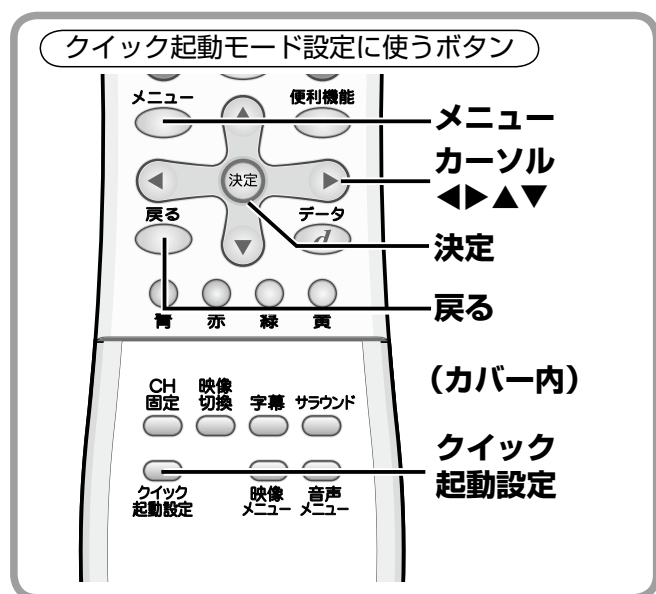 クイック起動モード設定に使うボタン
メニュー
便利機能
決定
戻る
データ
d
青 赤 緑 黄
CH
固定
映像
切換
字幕
サラウンド
クイック
起動設定
映像
メニュー
音声
メニュー
メニュー
カーソル
◀▶▲▼
決定
戻る
（カバー内）
クイック
起動設定